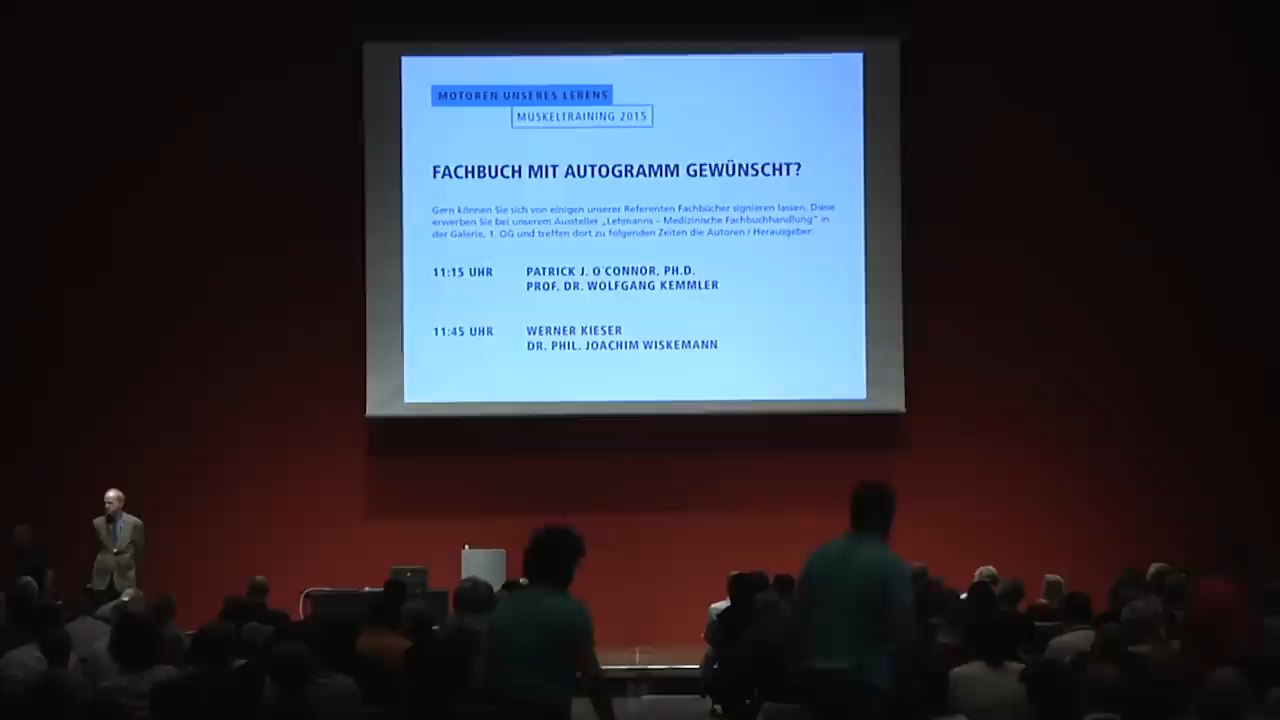 MOTOREN UNSERES LEBENS
MUSKELTRAINING 2015
FACHBUCH MIT AUTOGRAMM GEWÜNSCHT?
Gern können Sie sich von einigen unserer Referenten Fachbücher signieren lassen. Diese
erwerben Sie bei unserem Aussteller „Lehmanns – Medizinische Fachbuchhandlung" in
der Galerie, 1. OG und treffen dort zu folgenden Zeiten die Autoren / Herausgeber:
11:15 UHR PATRICK J. O´CONNOR, PH.D.
PROF. DR. WOLFGANG KEMMLER
11:45 UHR WERNER KIESER
DR. PHIL. JOACHIM WISKEMANN